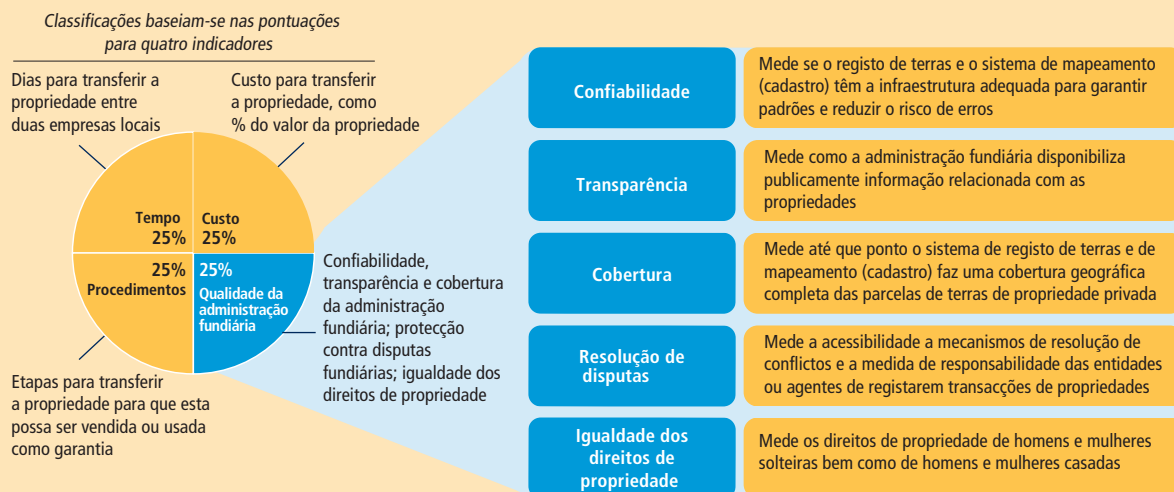 Classificações baseiam-se nas pontuações
para quatro indicadores
Dias para transferir a
propriedade entre
duas empresas locais
Custo para transferir
a propriedade, como
% do valor da propriedade
Tempo
25%
Custo
25%
25%
Procedimentos
25%
Qualidade da
administração
fundiária
Etapas para transferir
a propriedade para que esta
possa ser vendida ou usada
como garantia
Confiabilidade,
transparência e cobertura
da administração
fundiária; protecção
contra disputas
fundiárias; igualdade dos
direitos de propriedade
Confiabilidade
Mede se o registo de terras e o sistema de mapeamento
(cadastro) têm a infraestrutura adequada para garantir
padrões e reduzir o risco de erros
Transparência
Mede como a administração fundiária disponibiliza
publicamente informação relacionada com as
propriedades
Cobertura
Mede até que ponto o sistema de registo de terras e de
mapeamento (cadastro) faz uma cobertura geográfica
completa das parcelas de terras de propriedade privada
Resolução de
disputas
Mede a acessibilidade a mecanismos de resolução de
conflictos e a medida de responsabilidade das entidades
ou agentes de registarem transacções de propriedades
Igualdade dos
direitos de
propriedade
Mede os direitos de propriedade de homens e mulheres
solteiras bem como de homens e mulheres casadas